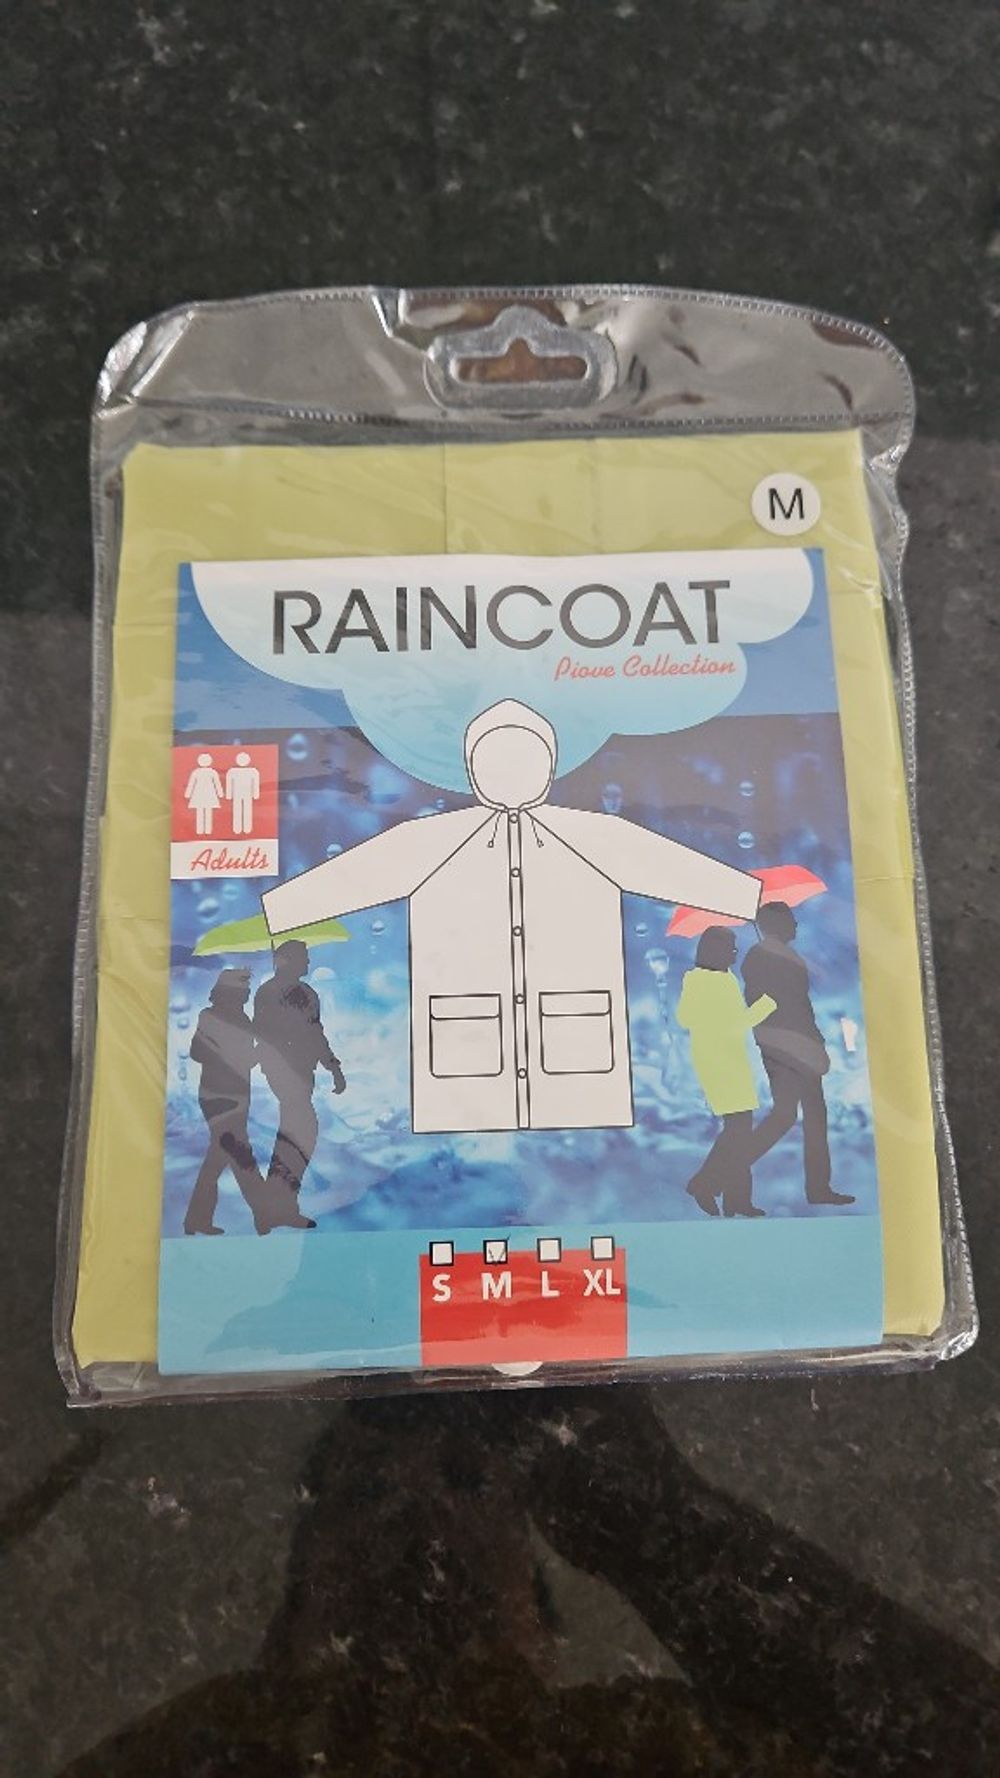 M
RAINCOAT
Piove Collection
Adults
S M L XL